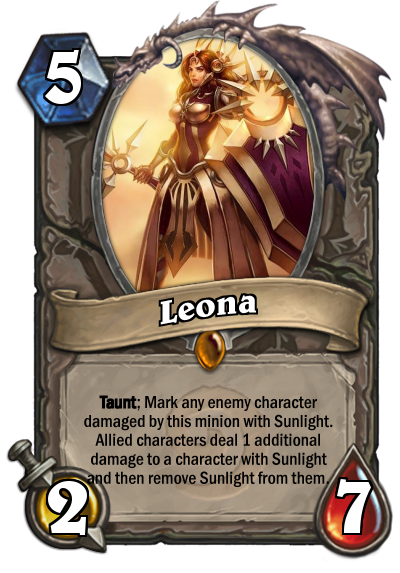 5
Leona
Taunt; Mark any enemy character
damaged by this minion with Sunlight.
Allied characters deal 1 additional
damage to a character with Sunlight
and then remove Sunlight from them.
2
7